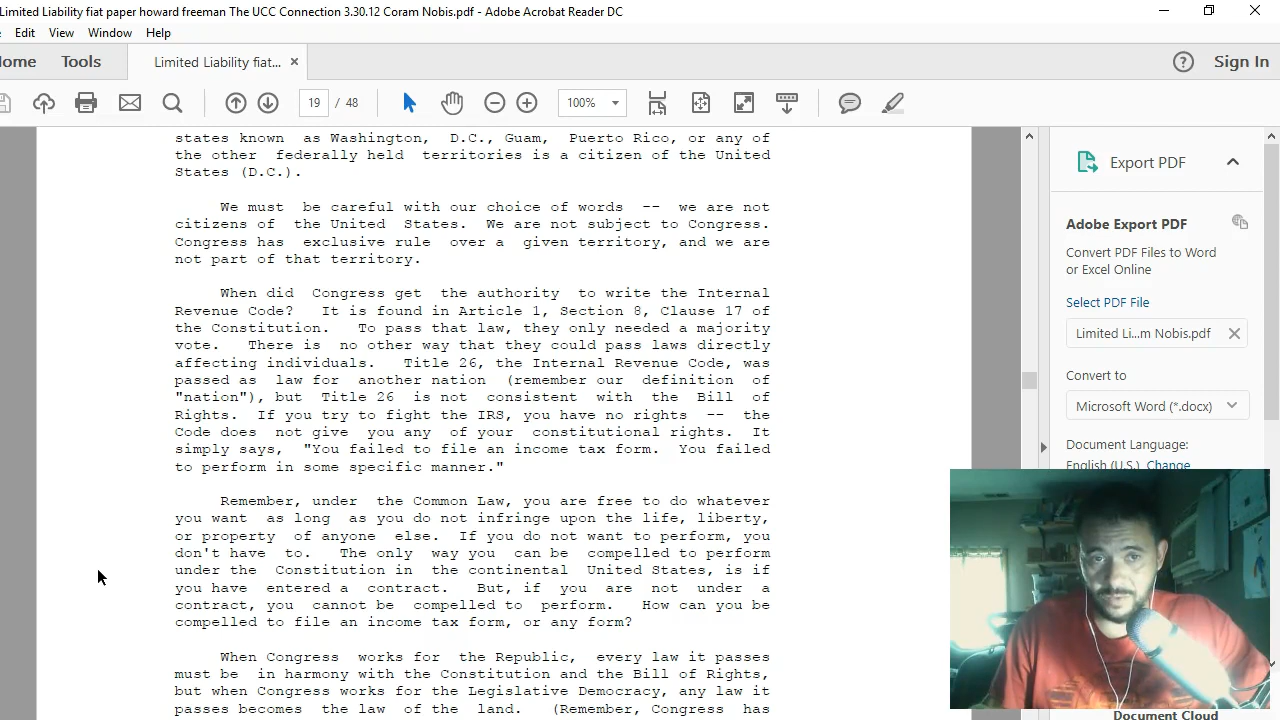 Limited Liability fiat paper howard freeman The UCC Connection 3.30.12 Coram Nobis.pdf - Adobe Acrobat Reader DC
Edit View Window Help
ome Tools Limited Liability fiat... ×
Sign In
19 / 48 100%
states known as Washington, D.C., Guam, Puerto Rico, or any of
the other federally held territories is a citizen of the United
States (D.C.).
We must be careful with our choice of words -- we are not
citizens of the United States. We are not subject to Congress.
Congress has exclusive rule over a given territory, and we are
not part of that territory.
When did Congress get the authority to write the Internal
Revenue Code? It is found in Article 1, Section 8, Clause 17 of
the Constitution. To pass that law, they only needed a majority
vote. There is no other way that they could pass laws directly
affecting individuals. Title 26, the Internal Revenue Code, was
passed as law for another nation (remember our definition of
"nation"), but Title 26 is not consistent with the Bill of
Rights. If you try to fight the IRS, you have no rights -- the
Code does not give you any of your constitutional rights. It
simply says, "You failed to file an income tax form. You failed
to perform in some specific manner."
Remember, under the Common Law, you are free to do whatever
you want as long as you do not infringe upon the life, liberty,
or property of anyone else. If you do not want to perform, you
don't have to. The only way you can be compelled to perform
under the Constitution in the continental United States, is if
you have entered a contract. But, if you are not under a
contract, you cannot be compelled to perform. How can you be
compelled to file an income tax form, or any form?
When Congress works for the Republic, every law it passes
must be in harmony with the Constitution and the Bill of Rights,
but when Congress works for the Legislative Democracy, any law it
passes becomes the law of the land. (Remember, Congress has
Export PDF
Adobe Export PDF
Convert PDF Files to Word
or Excel Online
Select PDF File
Limited Li...m Nobis.pdf
Convert to
Microsoft Word (*.docx)
Document Language:
English (U.S.) Change
Document Cloud